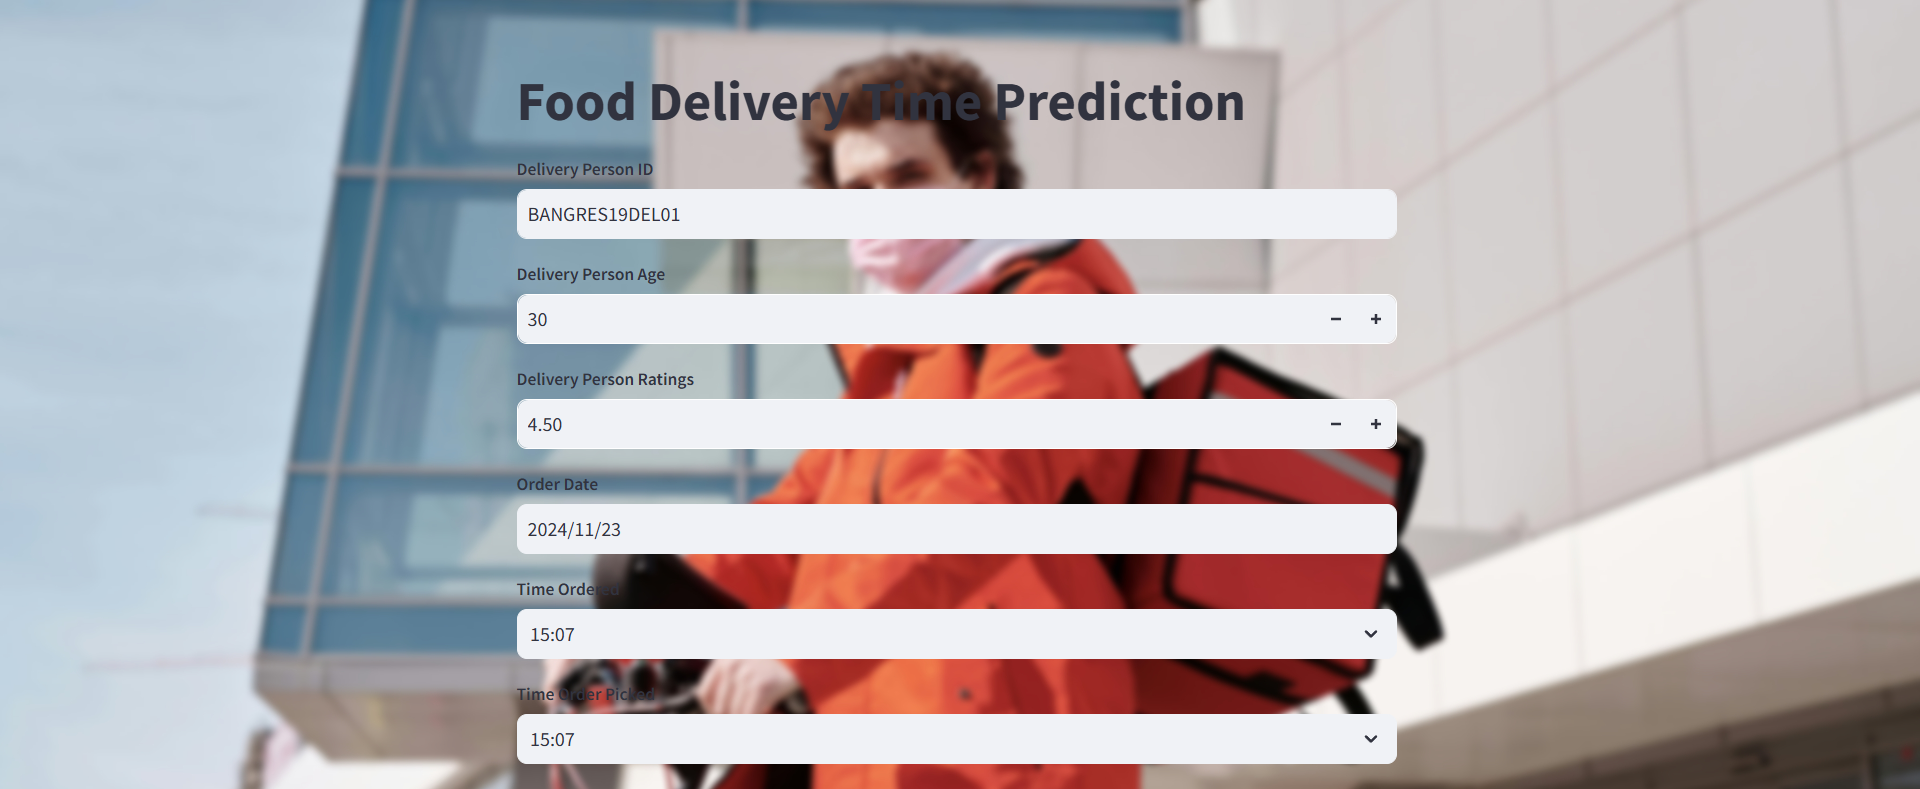 Food Delivery Time Prediction
Delivery Person ID
BANGRES19DEL01
Delivery Person Age
30
Delivery Person Ratings
4.50
Order Date
2024/11/23
Time Ordered
15:07
Time Order Picked
15:07